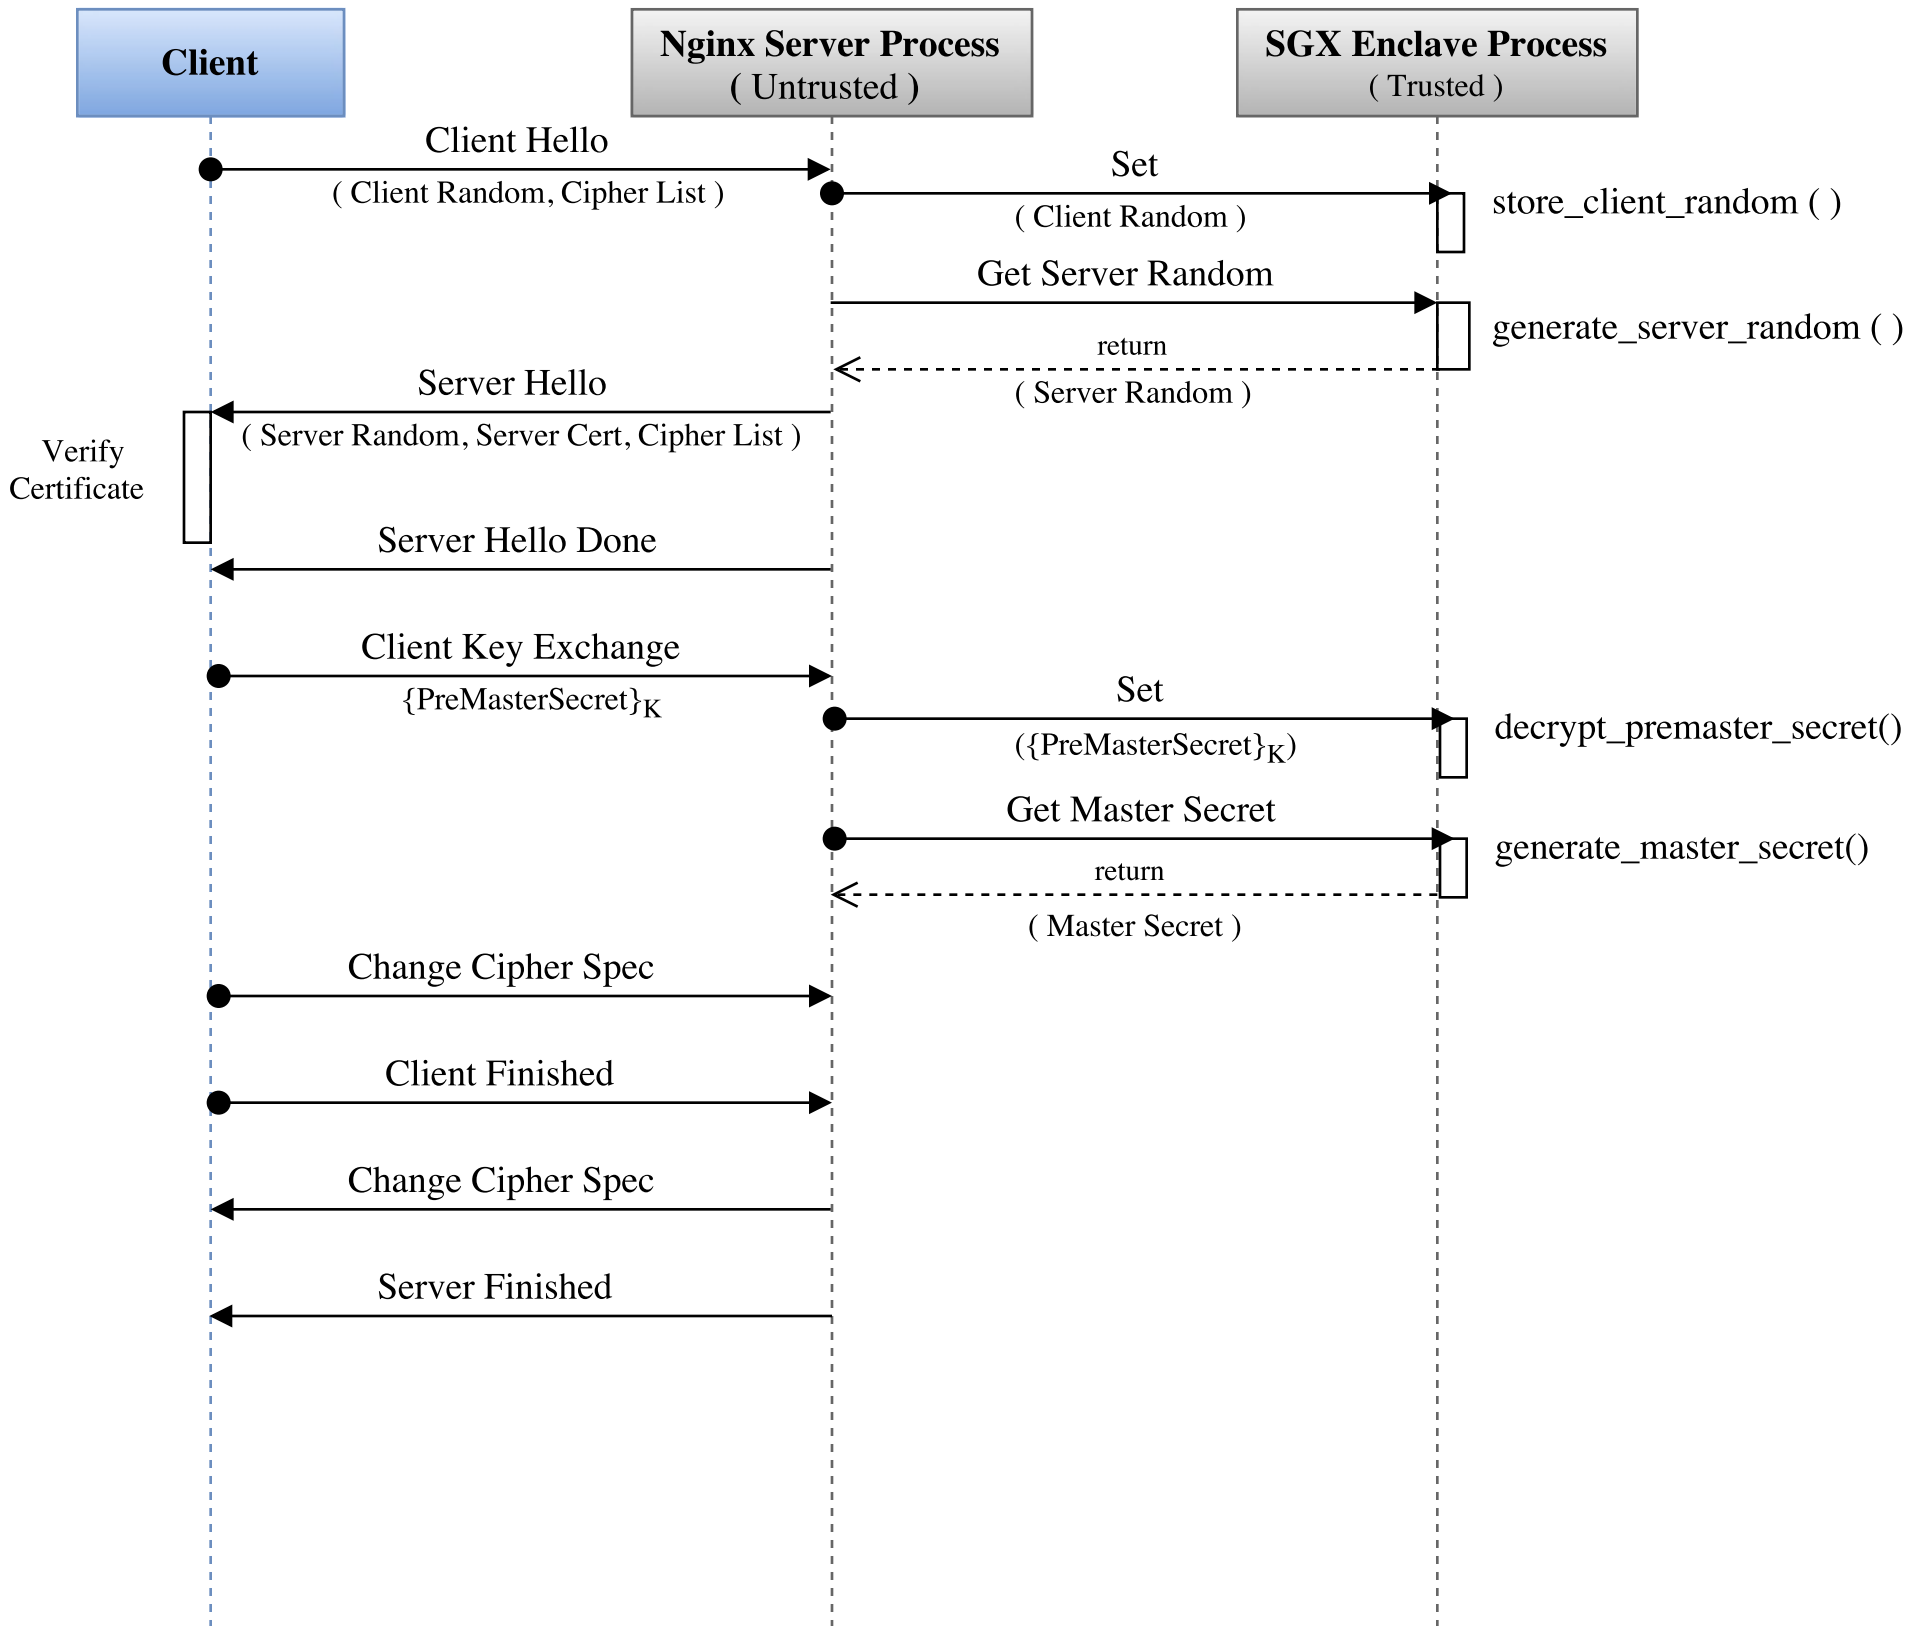 Client
Nginx Server Process
( Untrusted )
SGX Enclave Process
( Trusted )
Client Hello
( Client Random, Cipher List )
Set
( Client Random )
store_client_random ( )
Get Server Random
generate_server_random ( )
return
( Server Random )
Server Hello
( Server Random, Server Cert, Cipher List )
Verify
Certificate
Server Hello Done
Client Key Exchange
{PreMasterSecret}K
Set
({PreMasterSecret}K)
decrypt_premaster_secret()
Get Master Secret
generate_master_secret()
return
( Master Secret )
Change Cipher Spec
Client Finished
Change Cipher Spec
Server Finished